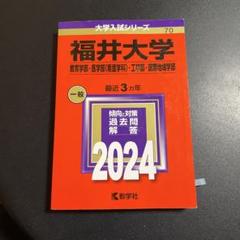 大学入試シリーズ
70
福井大学
教育学部・医学部〈看護学科〉・工学部・国際地域学部
一般
最近3カ年
傾向と対策
過去問
解答
2024
教学社